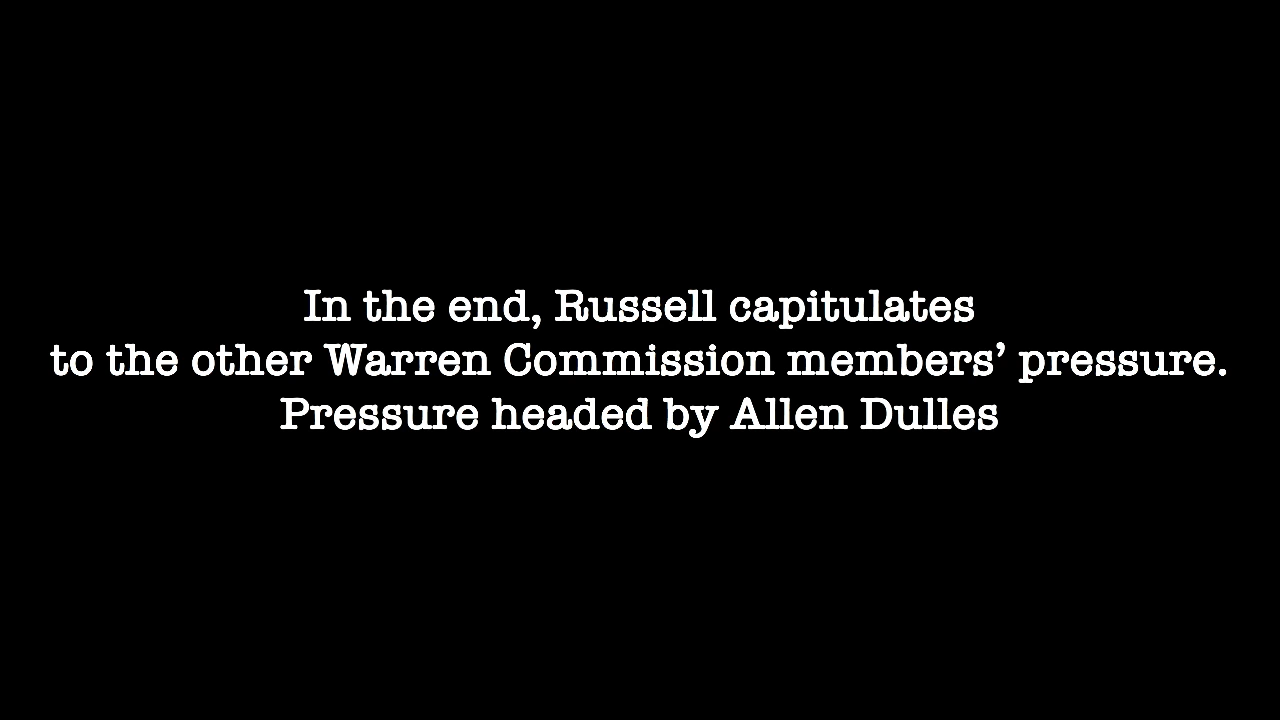 In the end, Russell capitulates
to the other Warren Commission members’ pressure.
Pressure headed by Allen Dulles